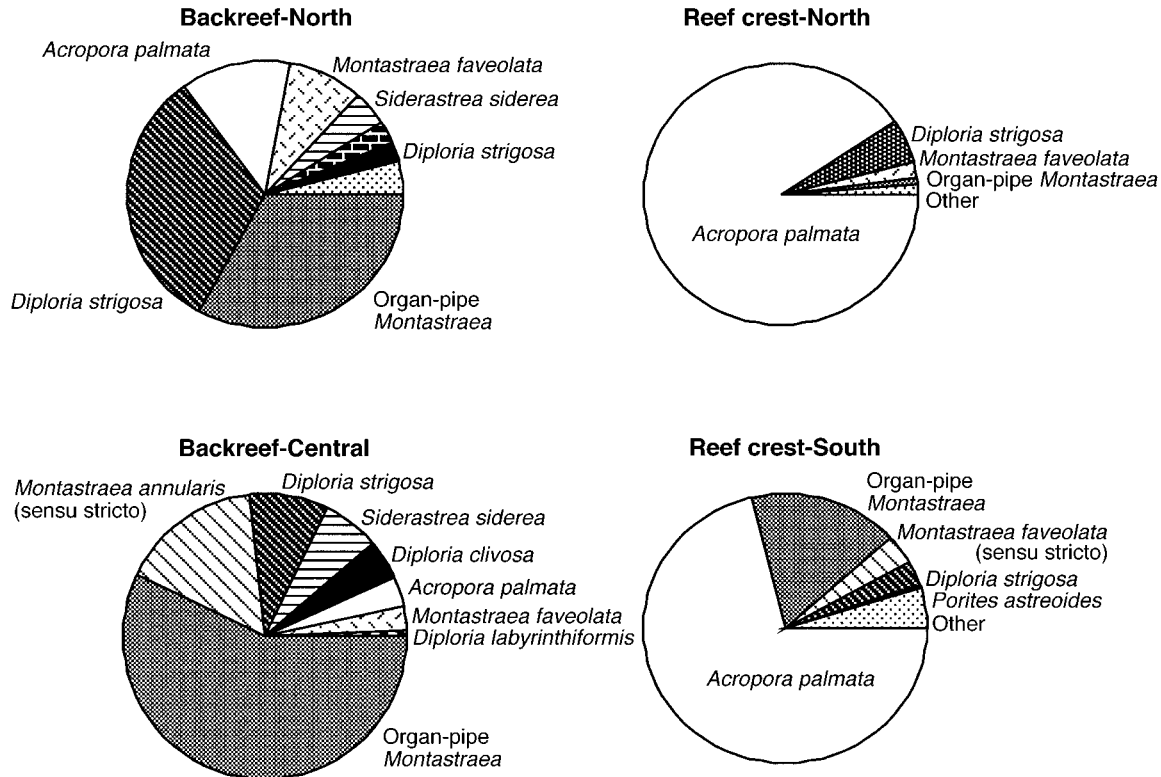 Backreef-North
Acropora palmata
Montastraea faveolata
Siderastrea siderea
Diploria strigosa
Diploria strigosa
Organ-pipe
Montastraea
Reef crest-North
Diploria strigosa
Montastraea faveolata
Organ-pipe Montastraea
Other
Acropora palmata
Backreef-Central
Montastraea annularis
(sensu stricto)
Diploria strigosa
Siderastrea siderea
Diploria clivosa
Acropora palmata
Montastraea faveolata
Diploria labyrinthiformis
Organ-pipe
Montastraea
Reef crest-South
Organ-pipe
Montastraea
Montastraea faveolata
(sensu stricto)
Diploria strigosa
Porites astreoides
Other
Acropora palmata